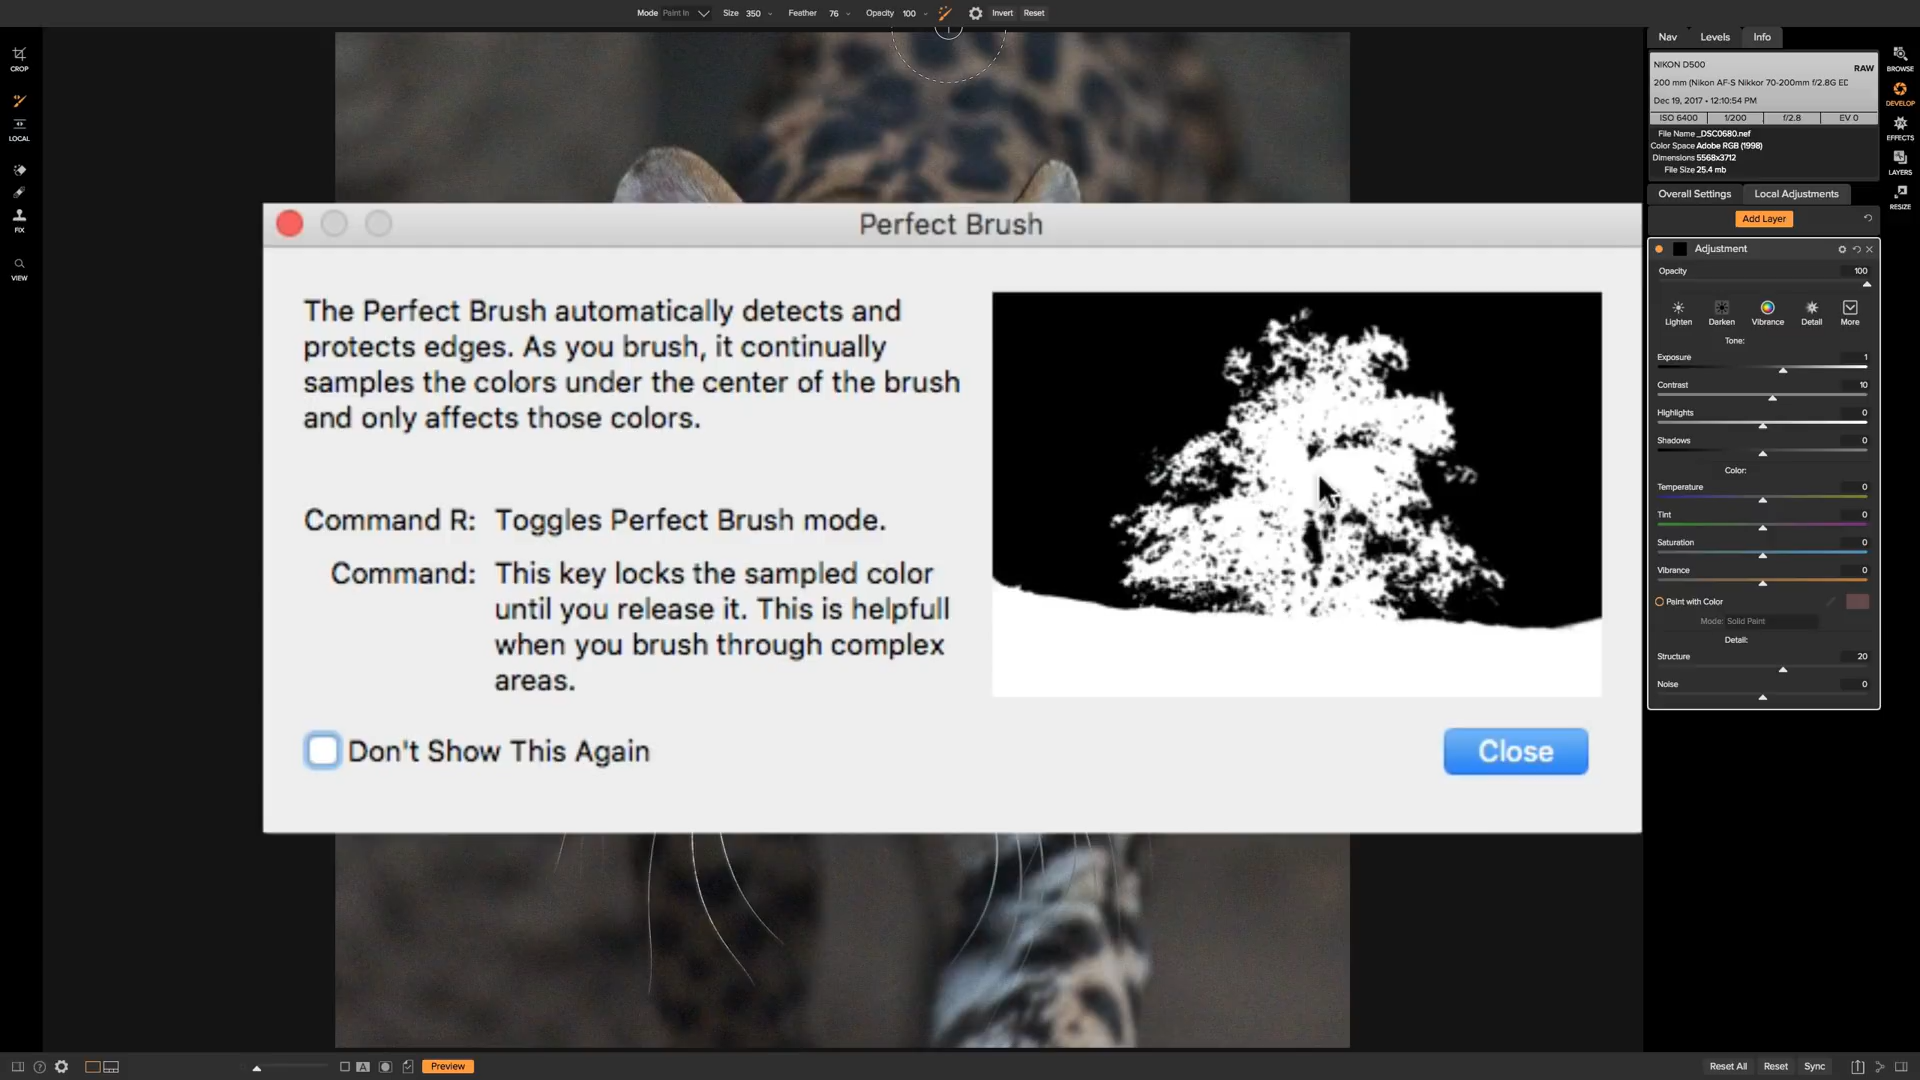 Mode Paint In Size 350 Feather 76 Opacity 100 Invert Reset
CROP
LOCAL
FIX
VIEW
Perfect Brush
The Perfect Brush automatically detects and
protects edges. As you brush, it continually
samples the colors under the center of the brush
and only affects those colors.
Command R: Toggles Perfect Brush mode.
Command: This key locks the sampled color
until you release it. This is helpfull
when you brush through complex
areas.
Don't Show This Again
Close
Nav Levels Info
NIKON D500 RAW
200 mm (Nikon AF-S Nikkor 70-200mm f/2.8G EC
Dec 19, 2017 • 12:10:54 PM
ISO 6400 1/200 f/2.8 EV 0
File Name _DSC0680.nef
Color Space Adobe RGB (1998)
Dimensions 5568x3712
File Size 25.4 mb
Overall Settings Local Adjustments
Add Layer
Adjustment
Opacity 100
Lighten Darken Vibrance Detail More
Tone:
Exposure 1
Contrast 10
Highlights 0
Shadows 0
Color:
Temperature 0
Tint 0
Saturation 0
Vibrance 0
Paint with Color
Mode: Solid Paint
Detail:
Structure 20
Noise 0
BROWSE
DEVELOP
EFFECTS
LAYERS
RESIZE
A Preview
Reset All Reset Sync